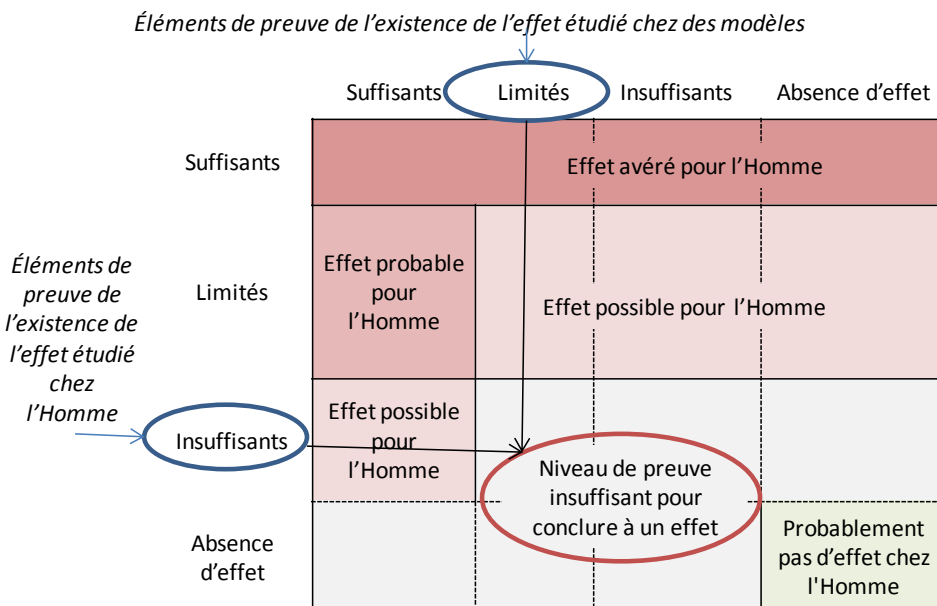 Éléments de preuve de l’existence de l’effet étudié chez des modèles
Suffisants Limités Insuffisants Absence d'effet
Suffisants
Effet avéré pour l’Homme
Éléments de
preuve de
l’existence de
l’effet étudié
chez
l’Homme
Limités
Effet probable
pour
l’Homme
Effet possible pour l’Homme
Insuffisants
Effet possible
pour
l’Homme
Niveau de preuve
insuffisant pour
conclure à un effet
Absence
d'effet
Probablement
pas d’effet chez
l'Homme